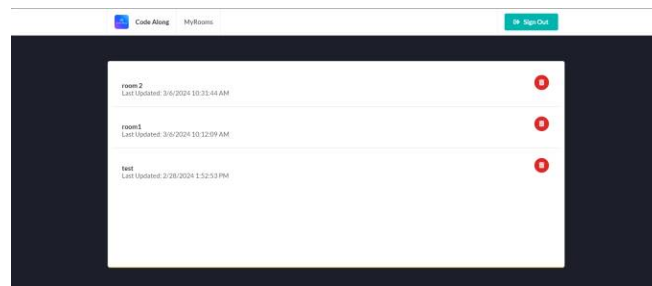 Code Along MyRooms Sign Out
room 2
Last Updated: 3/6/2024 10:31:44 AM
room1
Last Updated: 3/6/2024 10:12:09 AM
test
Last Updated: 2/28/2024 1:52:53 PM